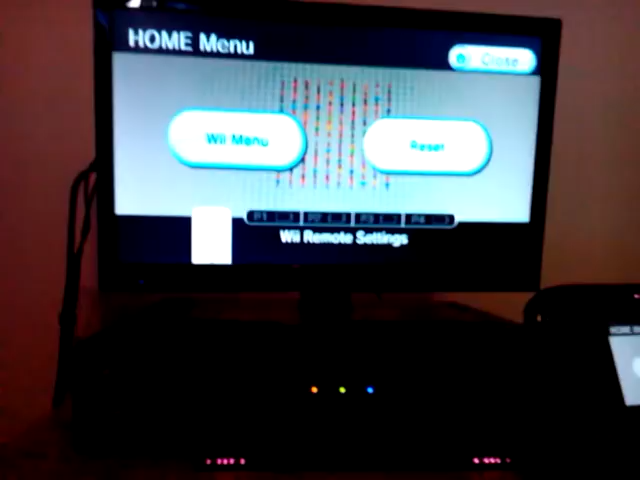 HOME Menu
Close
Wii Menu
Reset
P1 P2 P3 P4
Wii Remote Settings